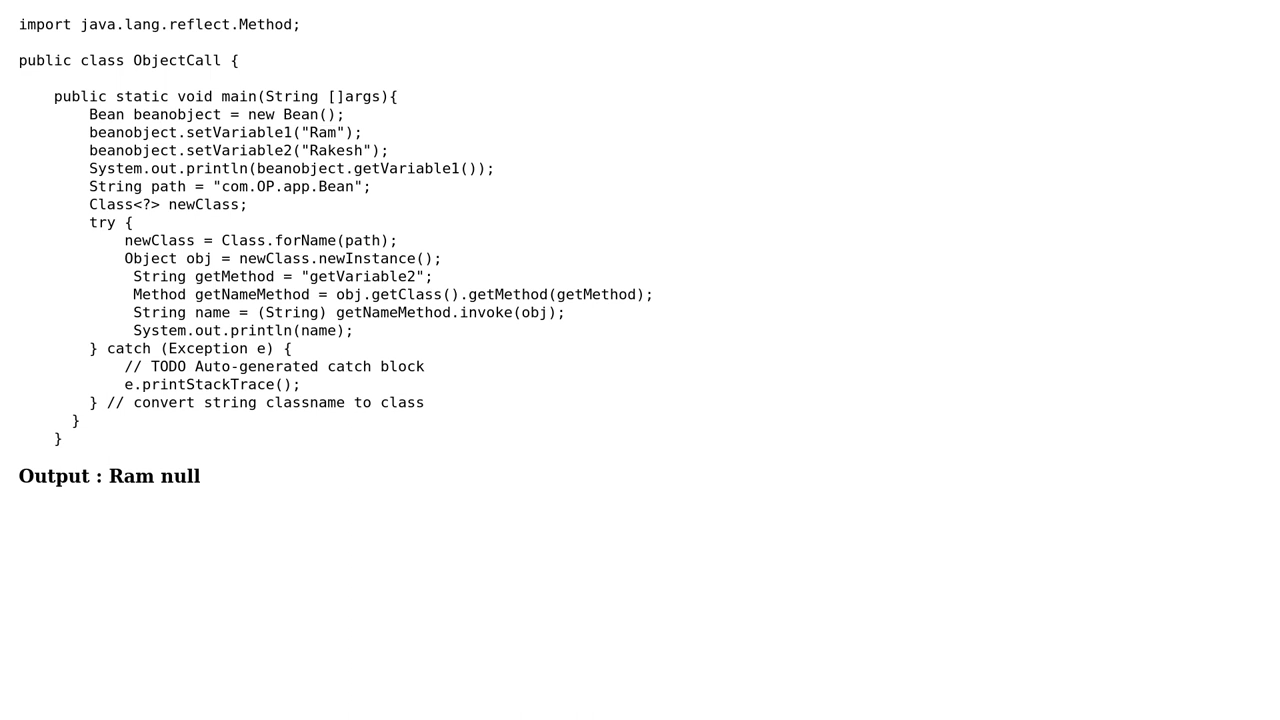 import java.lang.reflect.Method;

public class ObjectCall {

    public static void main(String []args){
        Bean beanobject = new Bean();
        beanobject.setVariable1("Ram");
        beanobject.setVariable2("Rakesh");
        System.out.println(beanobject.getVariable1());
        String path = "com.OP.app.Bean";
        Class<?> newClass;
        try {
            newClass = Class.forName(path);
            Object obj = newClass.newInstance();
             String getMethod = "getVariable2";
             Method getNameMethod = obj.getClass().getMethod(getMethod);
             String name = (String) getNameMethod.invoke(obj);
             System.out.println(name);
        } catch (Exception e) {
            // TODO Auto-generated catch block
            e.printStackTrace();
        } // convert string classname to class
      }
    }

Output : Ram null